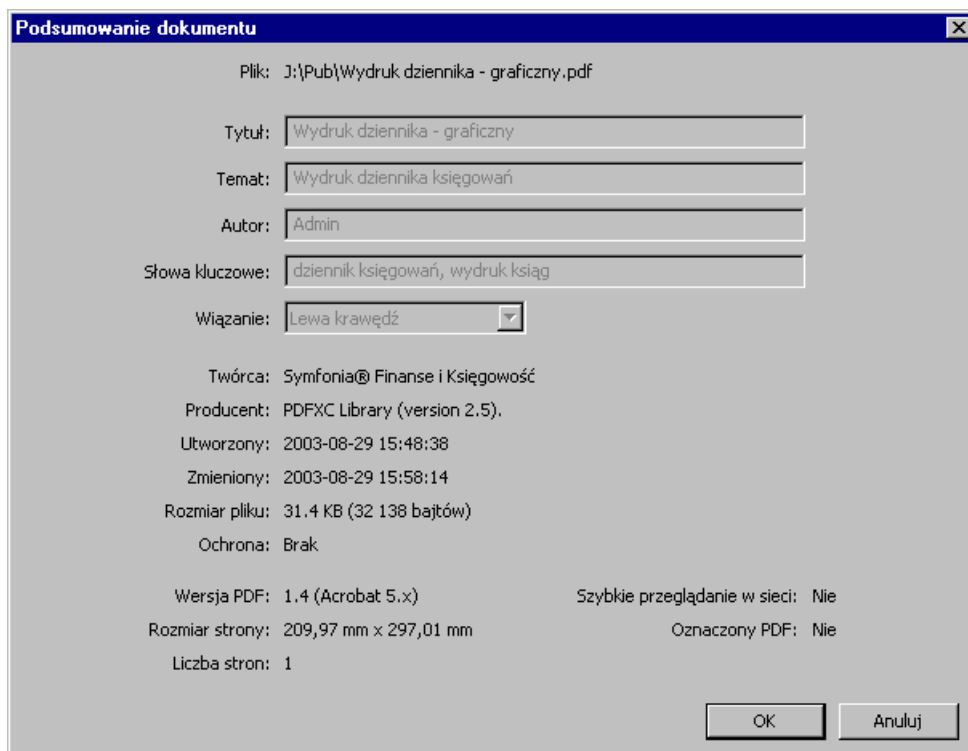 Podsumowanie dokumentu
Plik: J:\Pub\Wydruk dziennika - graficzny.pdf
Tytuł: Wydruk dziennika - graficzny
Temat: Wydruk dziennika księgowań
Autor: Admin
Słowa kluczowe: dziennik księgowań, wydruk ksiąg
Wiązanie: Lewa krawędź
Twórca: Symfonia® Finanse i Księgowość
Producent: PDFXC Library (version 2.5).
Utworzony: 2003-08-29 15:48:38
Zmieniony: 2003-08-29 15:58:14
Rozmiar pliku: 31.4 KB (32 138 bajtów)
Ochrona: Brak
Wersja PDF: 1.4 (Acrobat 5.x) Szybkie przeglądanie w sieci: Nie
Rozmiar strony: 209,97 mm x 297,01 mm Oznaczony PDF: Nie
Liczba stron: 1
OK Anuluj